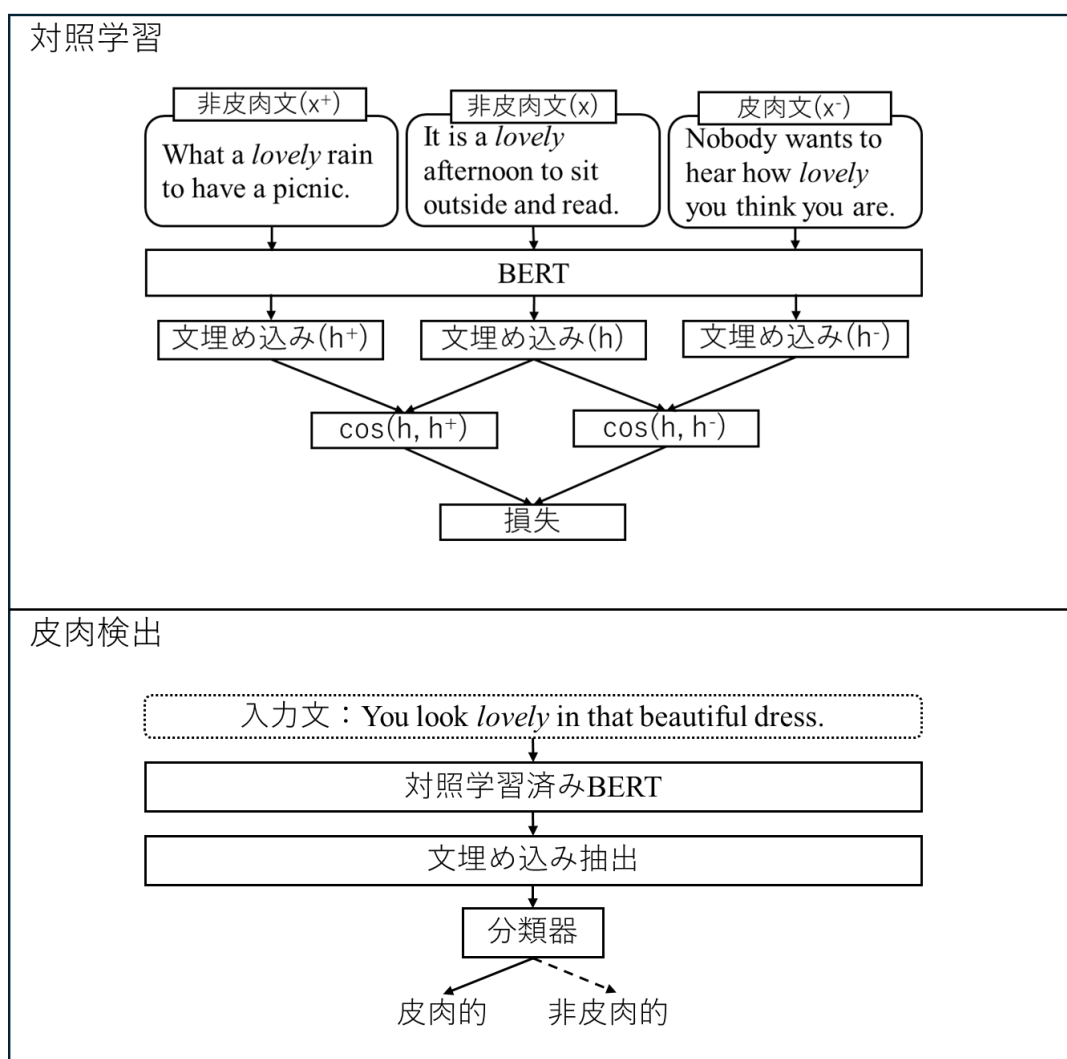 対照学習
非皮肉文(x⁺)
What a lovely rain
to have a picnic.
非皮肉文(x)
It is a lovely
afternoon to sit
outside and read.
皮肉文(x⁻)
Nobody wants to
hear how lovely
you think you are.
BERT
文埋め込み(h⁺)
文埋め込み(h)
文埋め込み(h⁻)
cos(h, h⁺)
cos(h, h⁻)
損失
皮肉検出
入力文：You look lovely in that beautiful dress.
対照学習済みBERT
文埋め込み抽出
分類器
皮肉的
非皮肉的